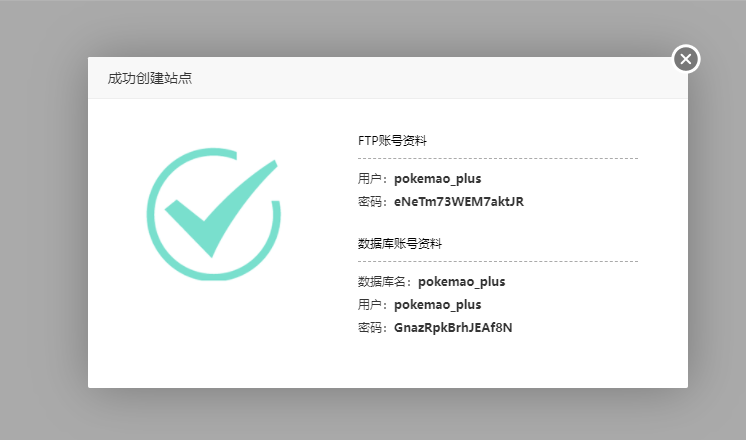 成功创建站点
FTP账号资料
用户：pokemao_plus
密码：eNeTm73WEM7aktJR
数据库账号资料
数据库名：pokemao_plus
用户：pokemao_plus
密码：GnazRpkBrhJEAf8N